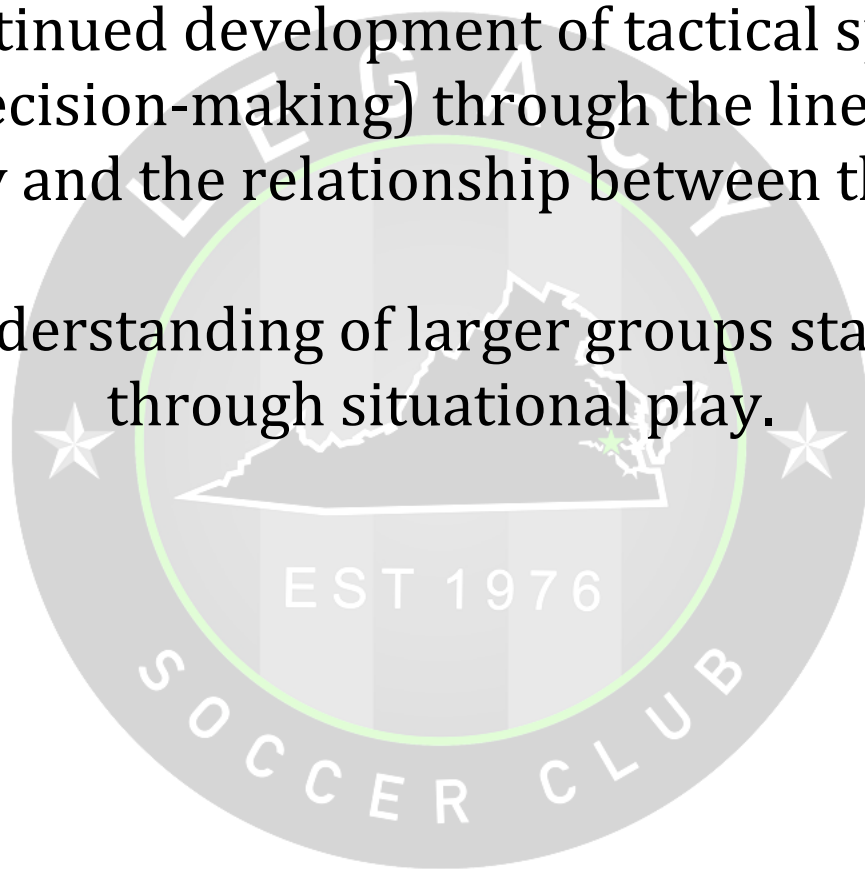 tinued development of tactical s
ecision-making) through the line
and the relationship between t
derstanding of larger groups sta
through situational play.
LEGACY
EST 1976
SOCCER CLUB